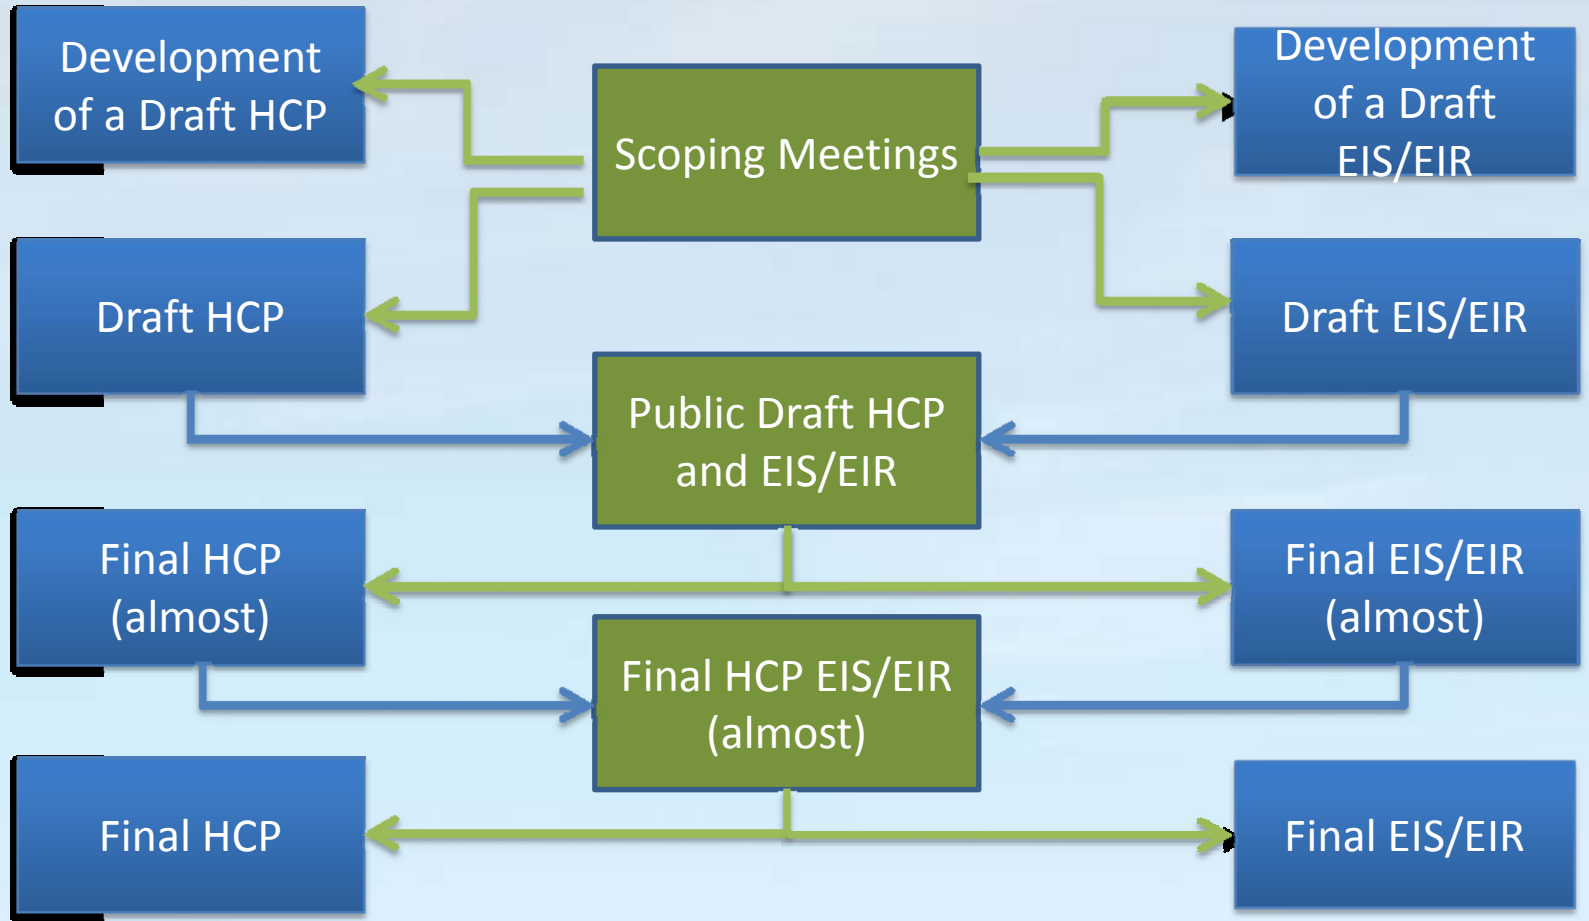 Development
of a Draft HCP
Scoping Meetings
Development
of a Draft
EIS/EIR
Draft HCP
Draft EIS/EIR
Public Draft HCP
and EIS/EIR
Final HCP
(almost)
Final EIS/EIR
(almost)
Final HCP EIS/EIR
(almost)
Final HCP
Final EIS/EIR